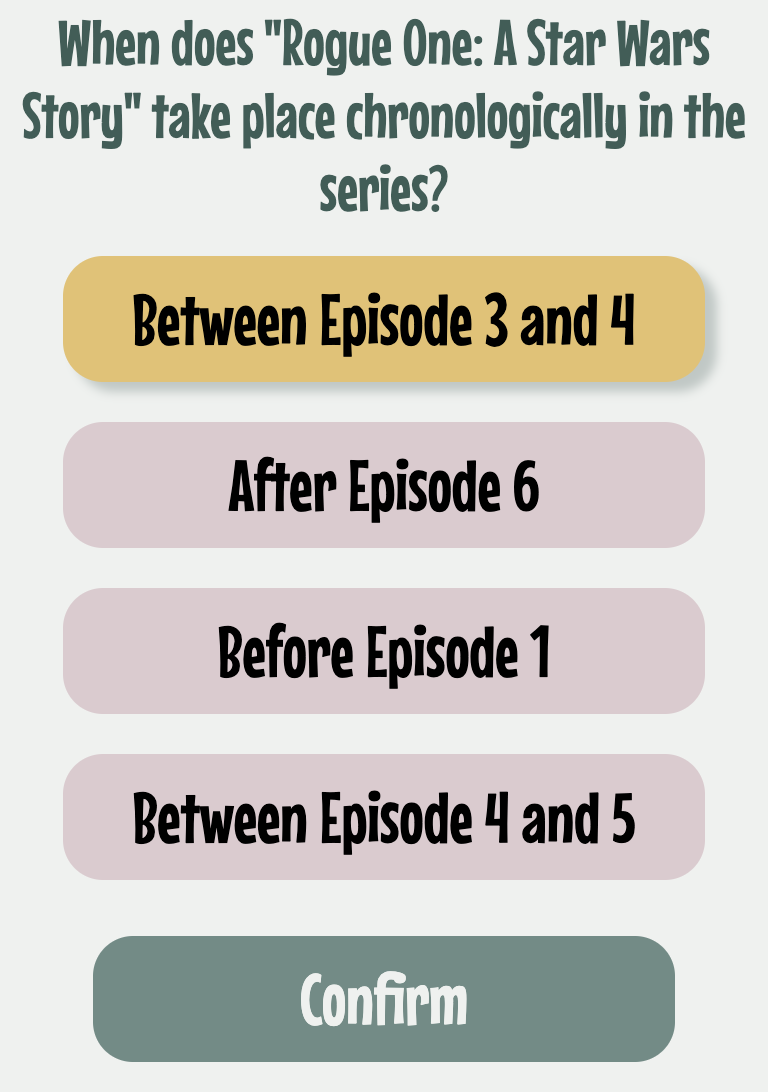 When does "Rogue One: A Star Wars
Story" take place chronologically in the
series?
Between Episode 3 and 4
After Episode 6
Before Episode 1
Between Episode 4 and 5
Confirm